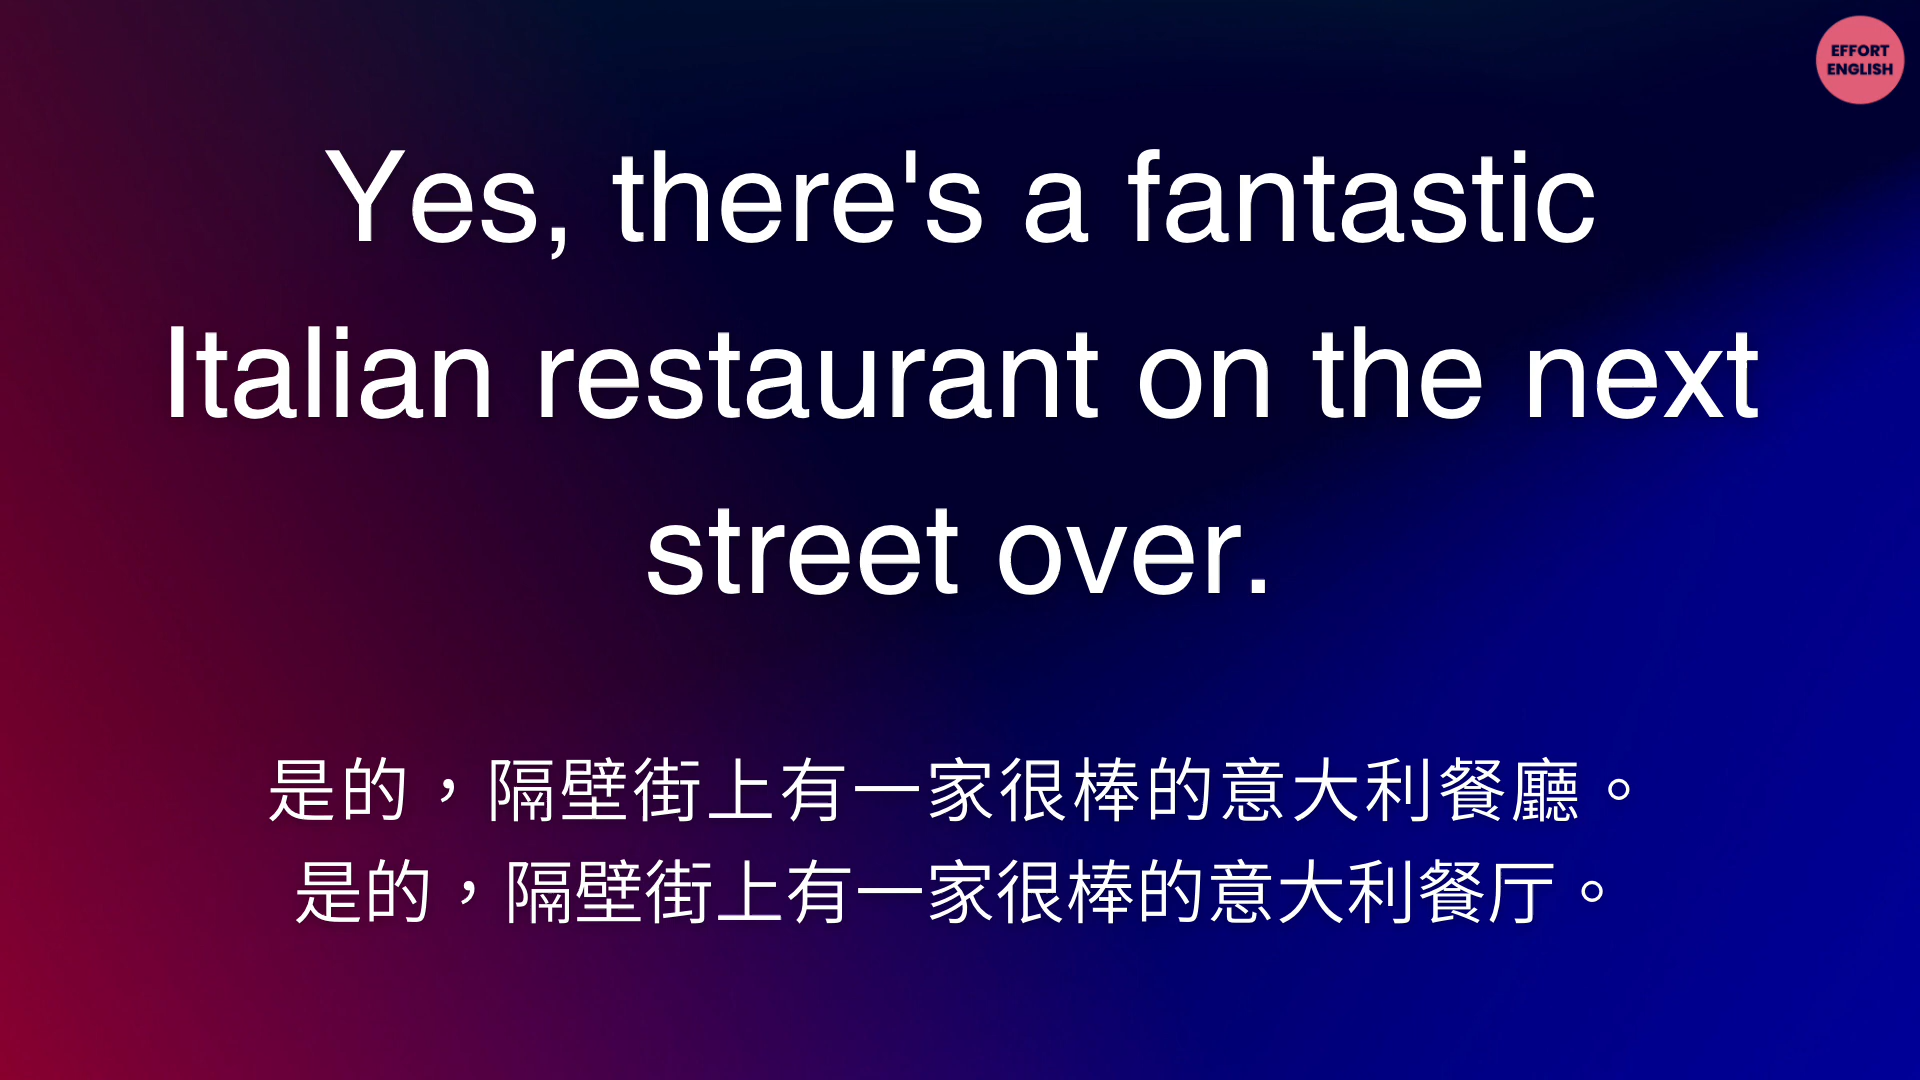 EFFORT
ENGLISH
Yes, there's a fantastic
Italian restaurant on the next
street over.
是的，隔壁街上有一家很棒的意大利餐廳。
是的，隔壁街上有一家很棒的意大利餐厅。